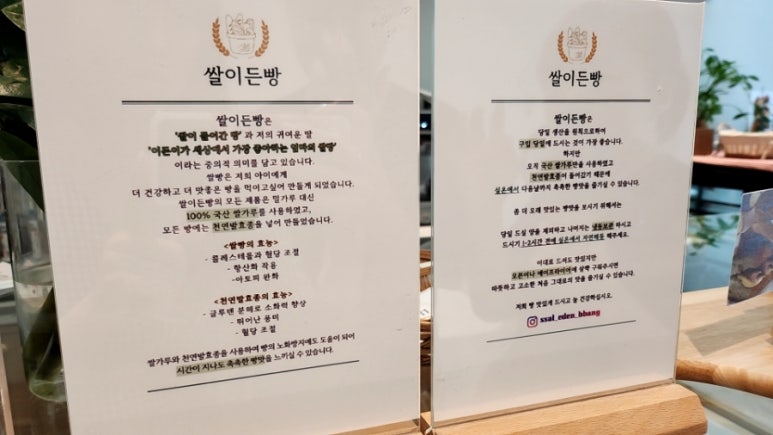 쌀이든빵
쌀이든빵은
'쌀이 들어간 빵' 과 저의 귀여운 딸
'이든이가 세상에서 가장 좋아하는 엄마의 쌀빵'
이라는 중의적 의미를 담고 있습니다.
쌀빵은 저희 아이에게
더 건강하고 더 맛좋은 빵을 먹이고싶어 만들게 되었습니다.
쌀이든빵의 모든 제품은 밀가루 대신
100% 국산 쌀가루를 사용하였고,
모든 빵에는 천연발효종을 넣어 만들었습니다.
<쌀빵의 효능>
- 콜레스테롤과 혈당 조절
- 항산화 작용
-아토피 완화
<천연발효종의 효능>
- 글루텐 분해로 소화력 향상
- 뛰어난 풍미
- 혈당 조절
쌀가루와 천연발효종을 사용하여 빵의 노화방지에도 도움이 되어
시간이 지나도 촉촉한 빵맛을 느끼실 수 있습니다.
쌀이든빵
쌀이든빵은
당일 생산을 원칙으로하여
구입 당일에 드시는 것이 가장 좋습니다.
하지만
오직 국산 쌀가루만을 사용하였고
천연발효종이 들어갔기 때문에
실온에서 다음날까지 촉촉한 빵맛을 즐기실 수 있습니다.
좀 더 오래 맛있는 빵맛을 보시기 위해서는
당일 드실 양을 제외하고 나머지는 냉동보관 하시고
드시기 1~2시간 전에 실온에서 자연해동 해주세요.
이대로 드셔도 맛있지만
오븐이나 에어프라이어에 살짝 구워주시면
따뜻하고 고소한 처음 그대로의 맛을 즐기실 수 있습니다.
저희 빵 맛있게 드시고 늘 건강하십시오.
ssal_eden_bbang